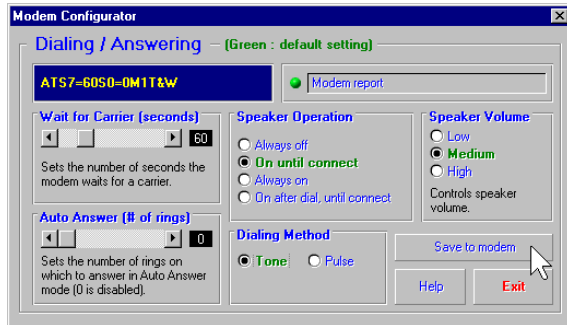 Modem Configurator
Dialing / Answering - (Green : default setting)
ATS7=60S0=0M1T&W
Modem report
Wait for Carrier (seconds)
60
Sets the number of seconds the
modem waits for a carrier.
Auto Answer (# of rings)
0
Sets the number of rings on
which to answer in Auto Answer
mode (0 is disabled).
Speaker Operation
Always off
On until connect
Always on
On after dial, until connect
Dialing Method
Tone Pulse
Speaker Volume
Low
Medium
High
Controls speaker
volume.
Save to modem
Help Exit